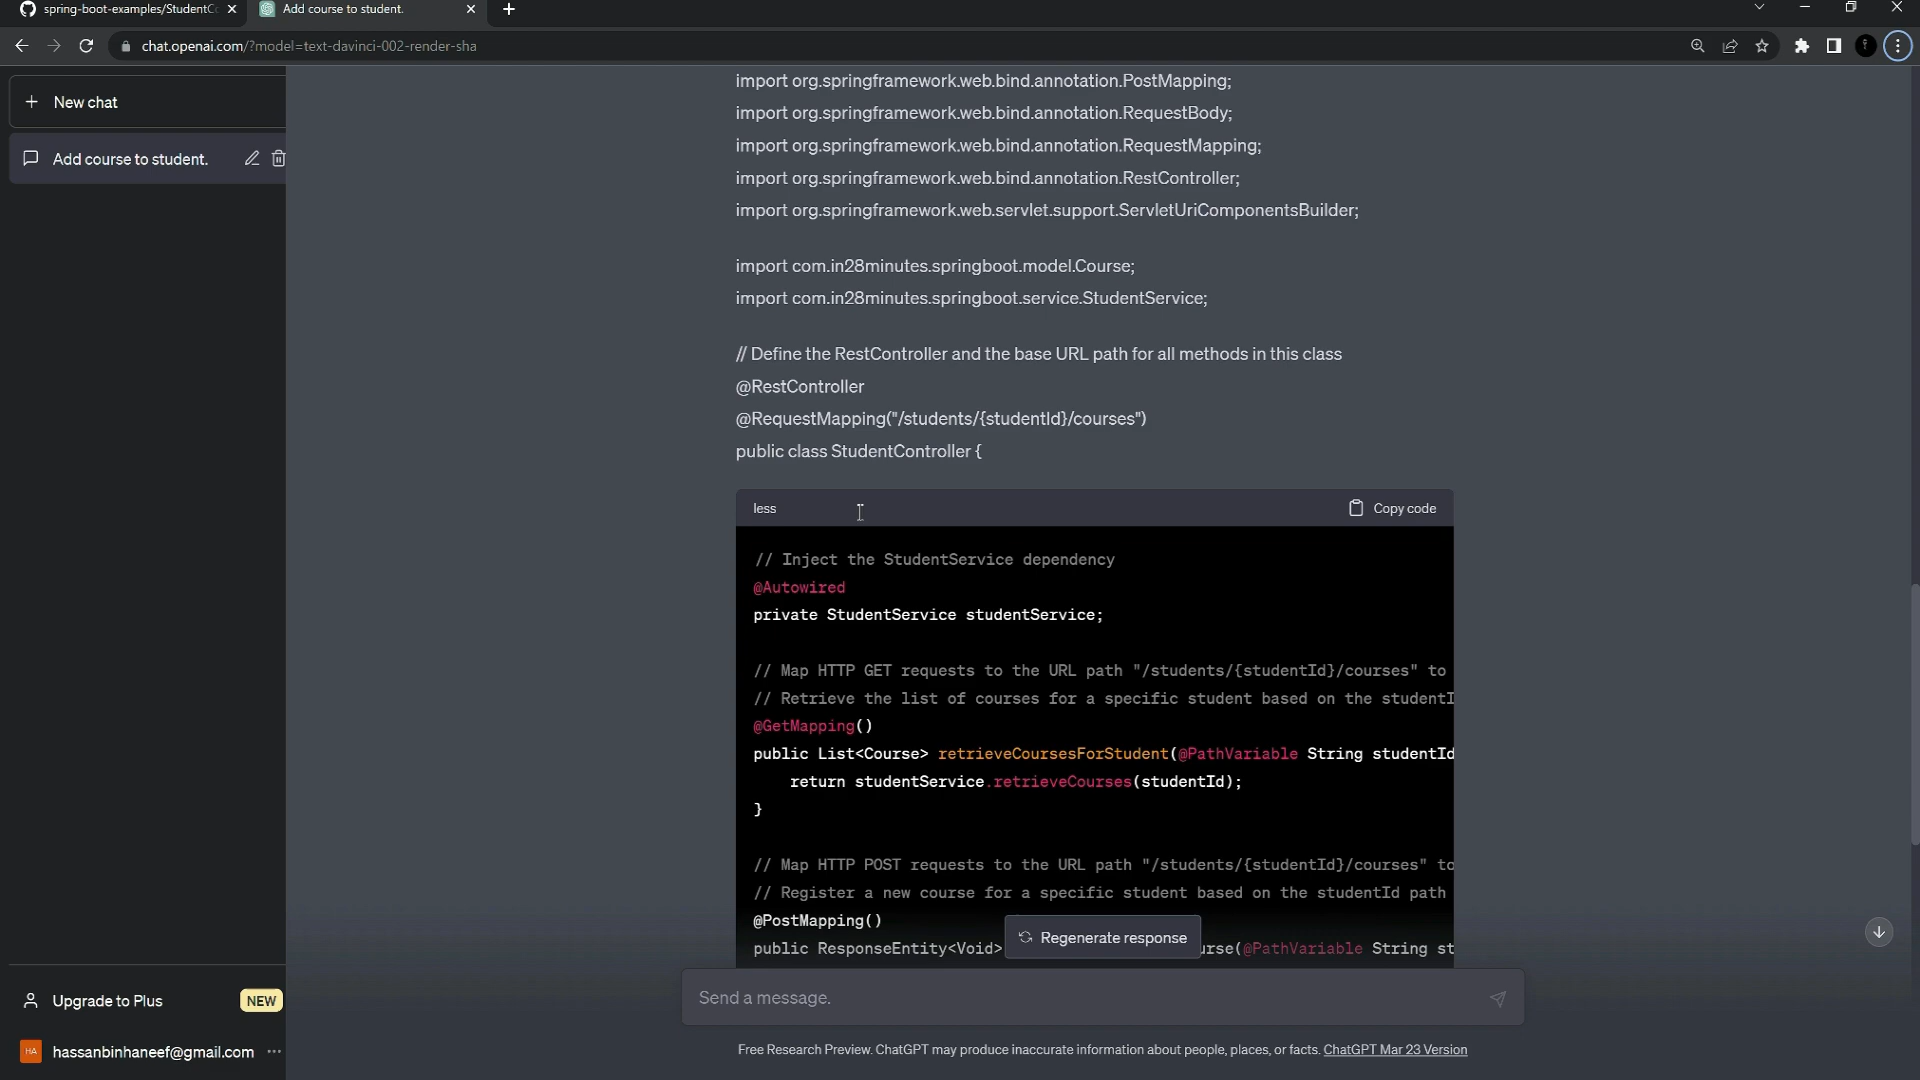 spring-boot-examples/StudentC
Add course to student.
chat.openai.com/?model=text-davinci-002-render-sha
New chat
Add course to student.
import org.springframework.web.bind.annotation.PostMapping;
import org.springframework.web.bind.annotation.RequestBody;
import org.springframework.web.bind.annotation.RequestMapping;
import org.springframework.web.bind.annotation.RestController;
import org.springframework.web.servlet.support.ServletUriComponentsBuilder;
import com.in28minutes.springboot.model.Course;
import com.in28minutes.springboot.service.StudentService;
// Define the RestController and the base URL path for all methods in this class
@RestController
@RequestMapping("/students/{studentId}/courses")
public class StudentController {
less
Copy code
// Inject the StudentService dependency
@Autowired
private StudentService studentService;
// Map HTTP GET requests to the URL path "/students/{studentId}/courses" to
// Retrieve the list of courses for a specific student based on the studentI
@GetMapping()
public List<Course> retrieveCoursesForStudent(@PathVariable String studentId
return studentService.retrieveCourses(studentId);
}
// Map HTTP POST requests to the URL path "/students/{studentId}/courses" to
// Register a new course for a specific student based on the studentId path
@PostMapping()
public ResponseEntity<Void> urse(@PathVariable String st
Regenerate response
Send a message.
Upgrade to Plus
NEW
HA
hassanbinhaneef@gmail.com
Free Research Preview. ChatGPT may produce inaccurate information about people, places, or facts. ChatGPT Mar 23 Version